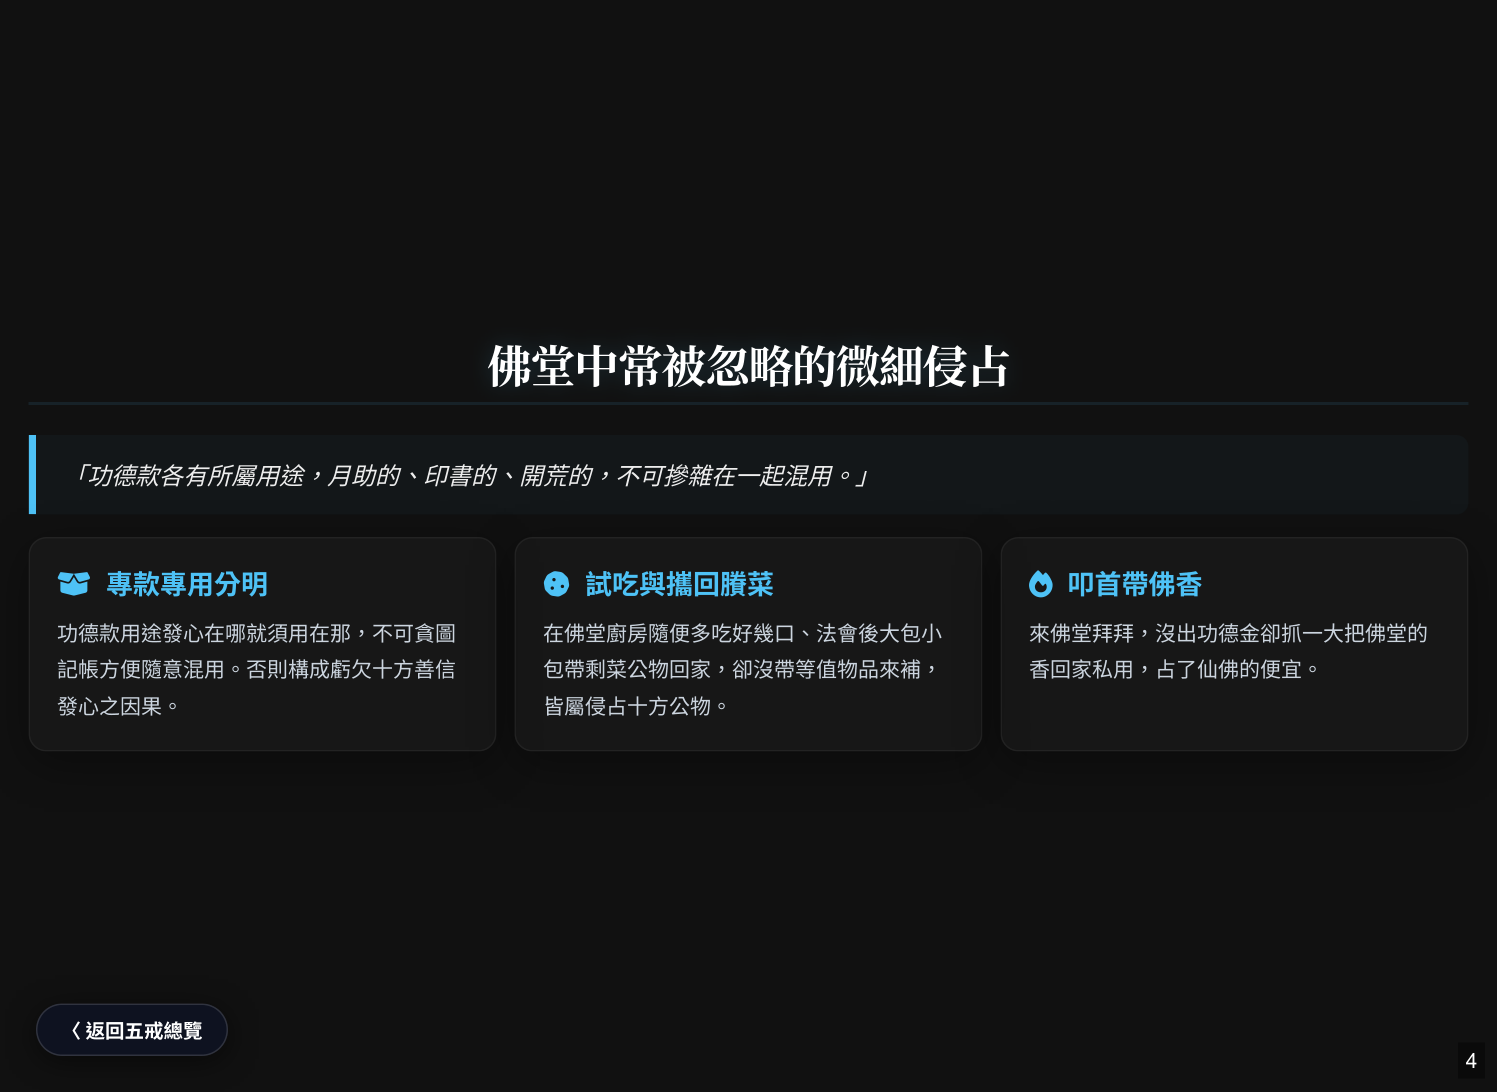 佛堂中常被忽略的微細侵占
「功德款各有所屬用途，月助的、印書的、開荒的，不可摻雜在一起混用。」
專款專用分明
功德款用途發心在哪就須用在那，不可貪圖
記帳方便隨意混用。否則構成虧欠十方善信
發心之因果。
試吃與攜回賸菜
在佛堂廚房隨便多吃好幾口、法會後大包小
包帶剩菜公物回家，卻沒帶等值物品來補，
皆屬侵占十方公物。
叩首帶佛香
來佛堂拜拜，沒出功德金卻抓一大把佛堂的
香回家私用，占了仙佛的便宜。
〈 返回五戒總覽
4